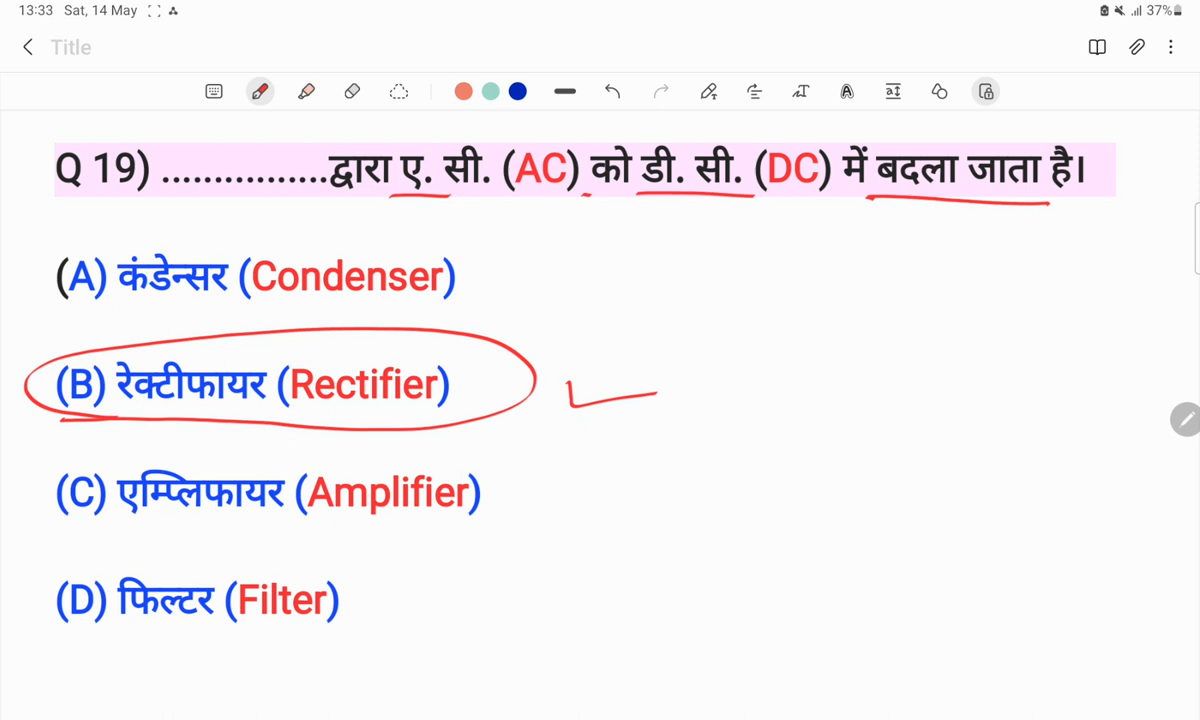 13:33 Sat, 14 May 37%
Title
Q 19) ................द्वारा ए. सी. (AC) को डी. सी. (DC) में बदला जाता है।
(A) कंडेन्सर (Condenser)
(B) रेक्टीफायर (Rectifier)
(C) एम्प्लिफायर (Amplifier)
(D) फिल्टर (Filter)